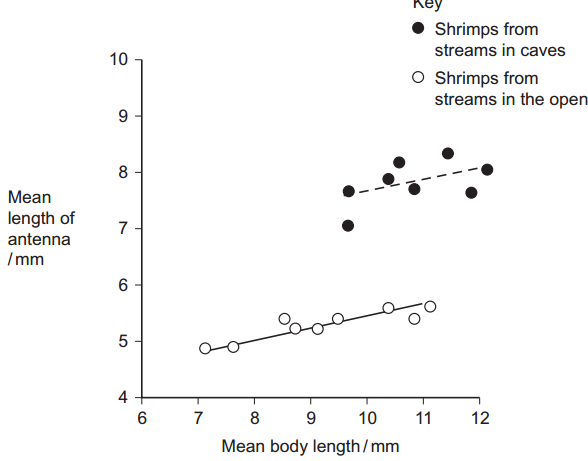 Key
Shrimps from
streams in caves
Shrimps from
streams in the open
10
9
8
7
6
5
4
Mean
length of
antenna
/mm
6 7 8 9 10 11 12
Mean body length/mm